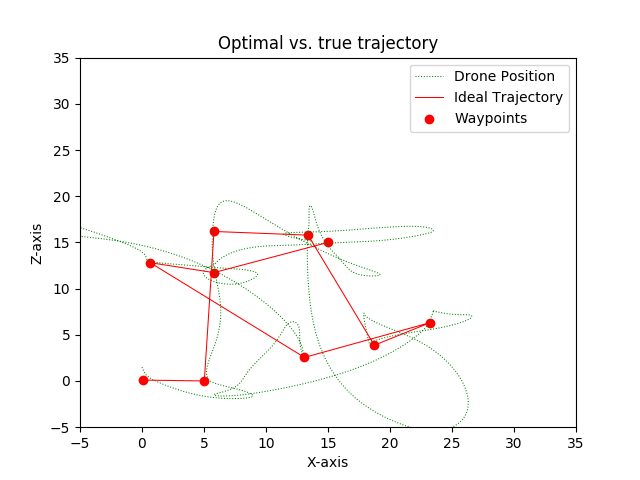 Optimal vs. true trajectory
Drone Position
Ideal Trajectory
Waypoints
Z-axis
35
30
25
20
15
10
5
0
−5
−5 0 5 10 15 20 25 30 35
X-axis